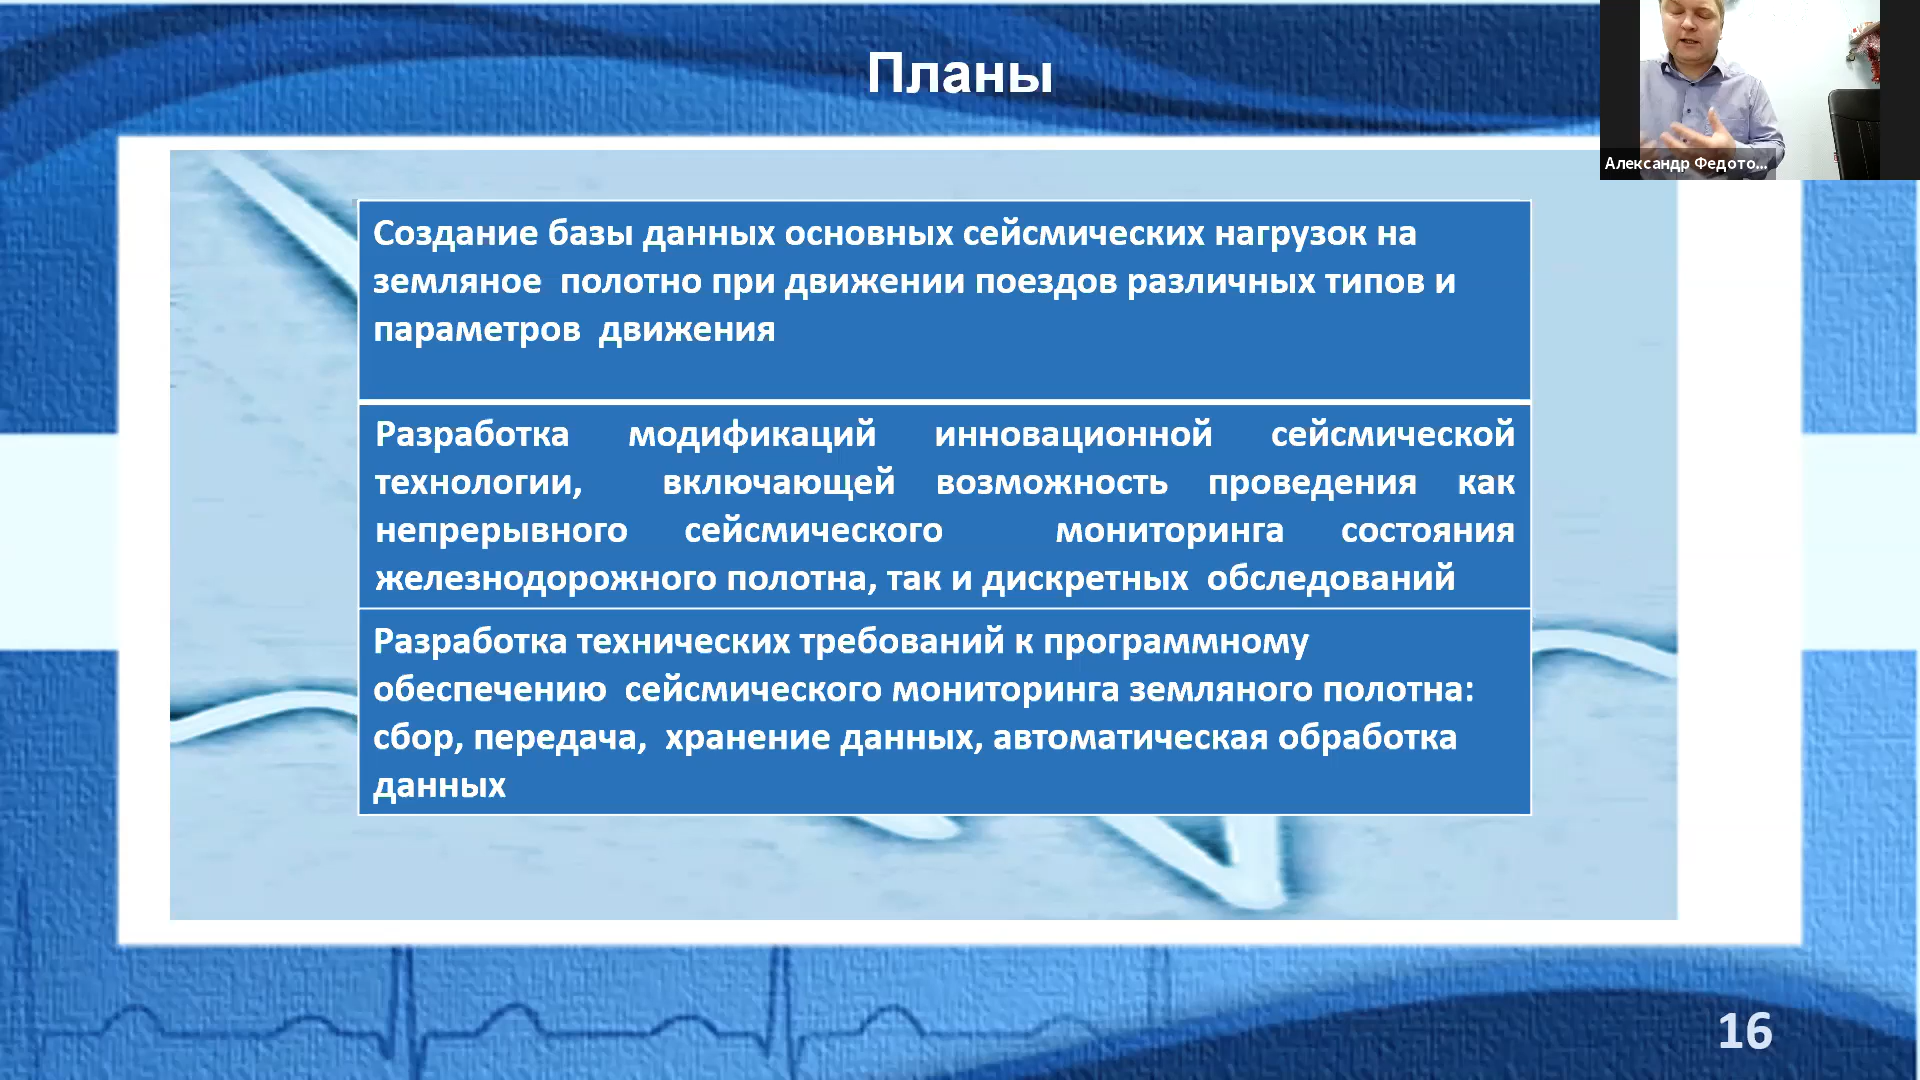 Планы
Александр Федото...
Создание базы данных основных сейсмических нагрузок на
земляное полотно при движении поездов различных типов и
параметров движения
Разработка модификаций инновационной сейсмической
технологии, включающей возможность проведения как
непрерывного сейсмического мониторинга состояния
железнодорожного полотна, так и дискретных обследований
Разработка технических требований к программному
обеспечению сейсмического мониторинга земляного полотна:
сбор, передача, хранение данных, автоматическая обработка
данных
16